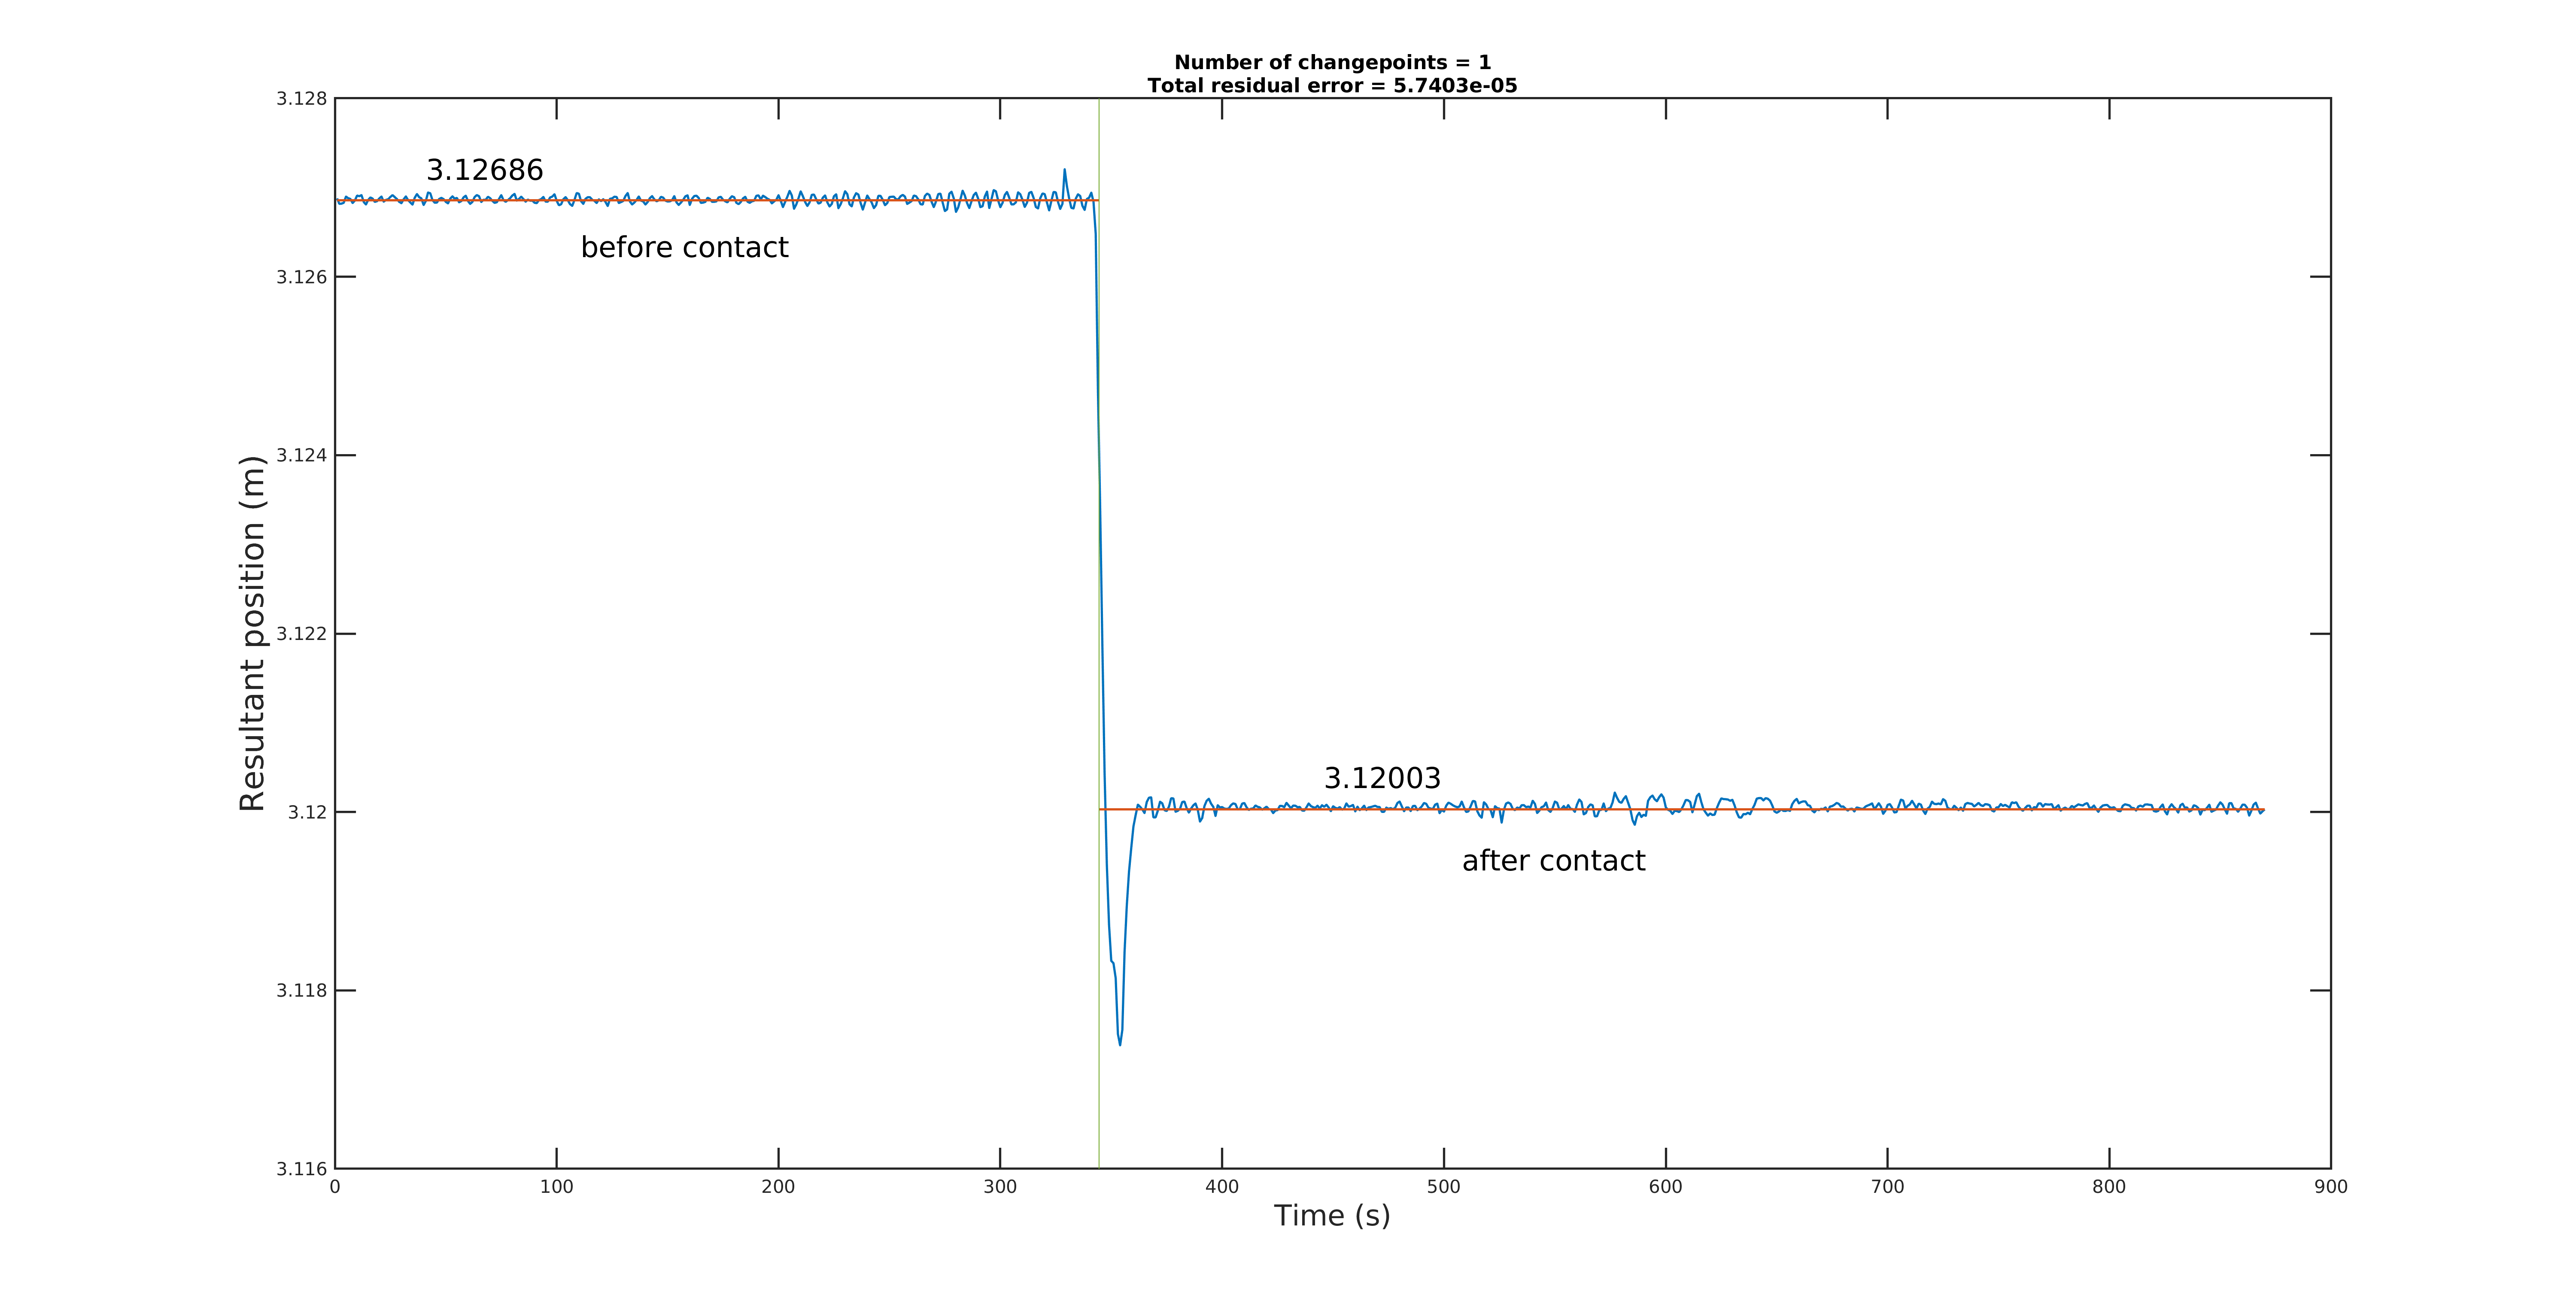 Number of changepoints = 1
Total residual error = 5.7403e-05
3.128
3.12686
before contact
3.126
3.124
3.122
3.12003
3.12
after contact
3.118
3.116
Resultant position (m)
0 100 200 300 400 500 600 700 800 900
Time (s)